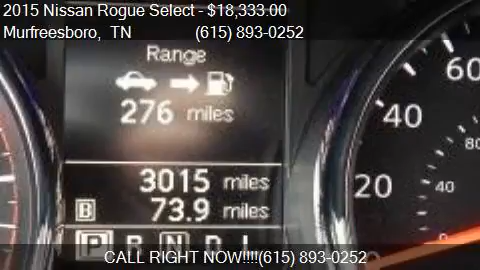 2015 Nissan Rogue Select - $18,333.00
Murfreesboro, TN (615) 893-0252
Range
276 miles
3015 miles
B 73.9 miles
P R N D L
60
40
20
80
40
0
CALL RIGHT NOW!!!!(615) 893-0252